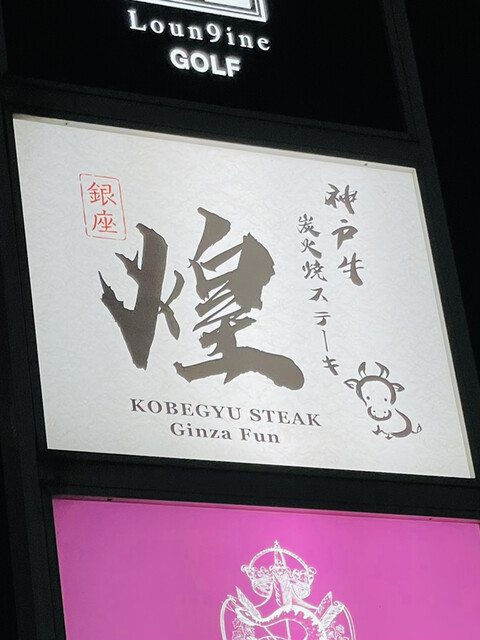 Loun9ine
GOLF
銀座
煌
神戸牛
炭火焼ステーキ
KOBEGYU STEAK
Ginza Fun